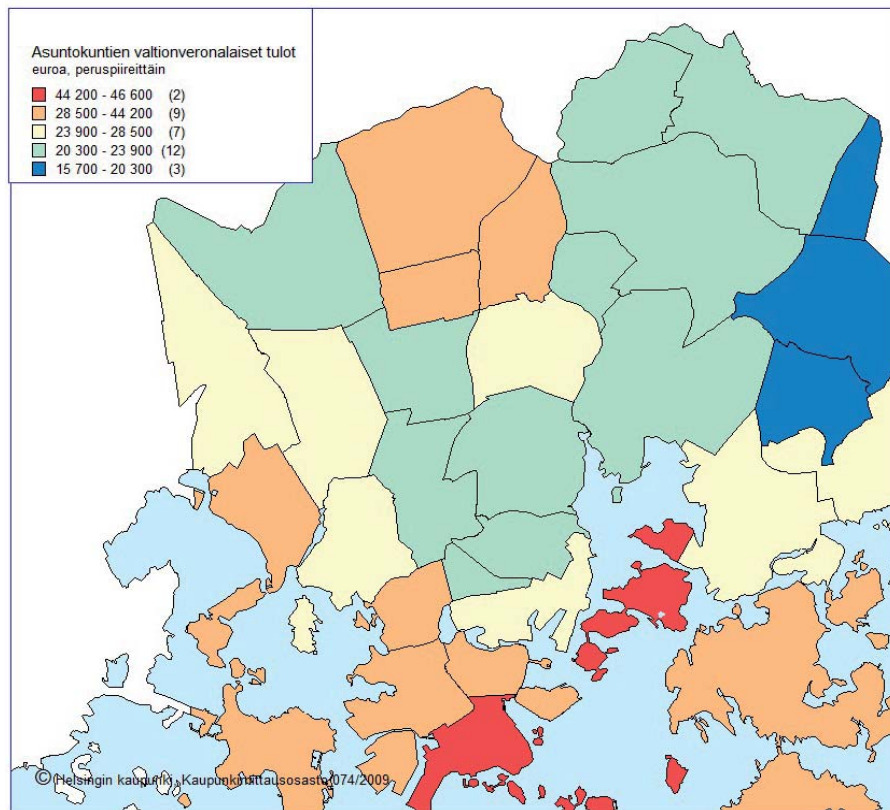 Asuntokuntien valtionveronalaiset tulot
euroa, peruspiireittäin
44 200 - 46 600 (2)
28 500 - 44 200 (9)
23 900 - 28 500 (7)
20 300 - 23 900 (12)
15 700 - 20 300 (3)
© Helsingin kaupunki, Kaupunkimittausosasto 074/2009